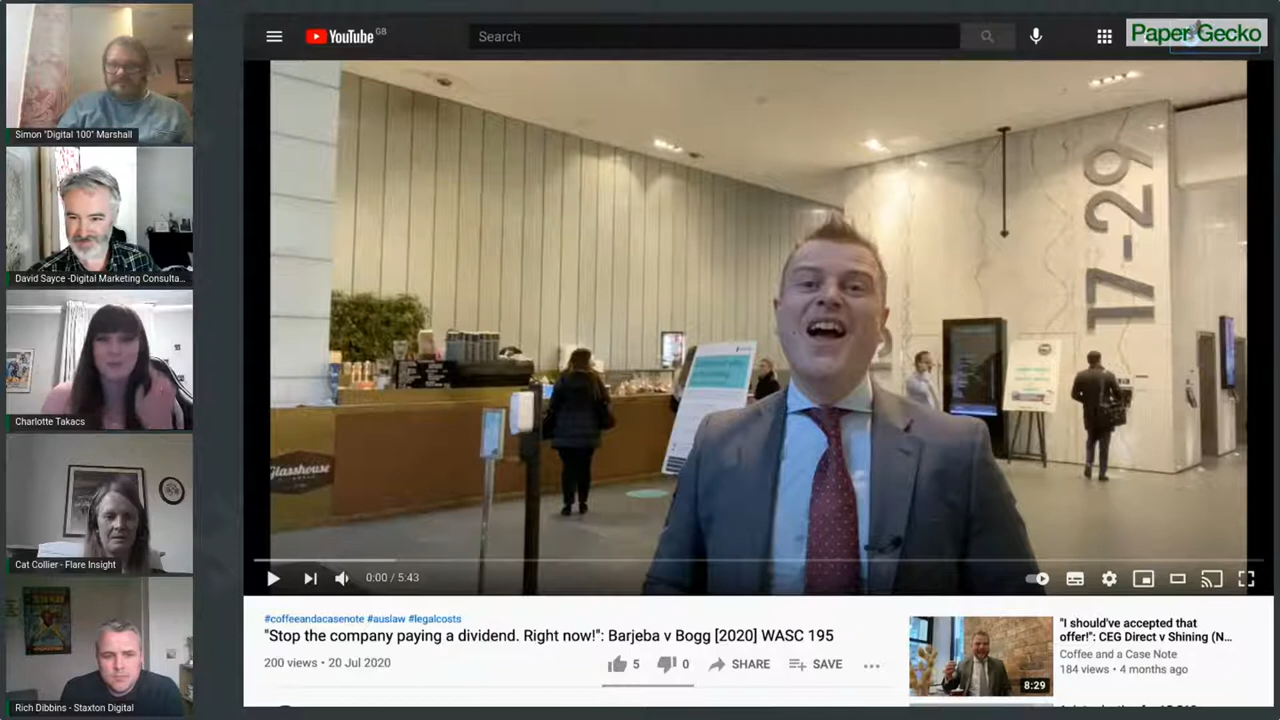 Simon "Digital 100" Marshall
David Sayce -Digital Marketing Consulta...
Charlotte Takacs
Cat Collier - Flare Insight
Rich Dibbins - Staxton Digital
YouTube GB
Search
Paper Gecko
17-29
Glasshouse
0:00 / 5:43
#coffeeandacasenote #auslaw #legalcosts
"Stop the company paying a dividend. Right now!": Barjeba v Bogg [2020] WASC 195
200 views • 20 Jul 2020
5
0
SHARE
SAVE
8:29
"I should've accepted that
offer!": CEG Direct v Shining (N...
Coffee and a Case Note
184 views • 4 months ago